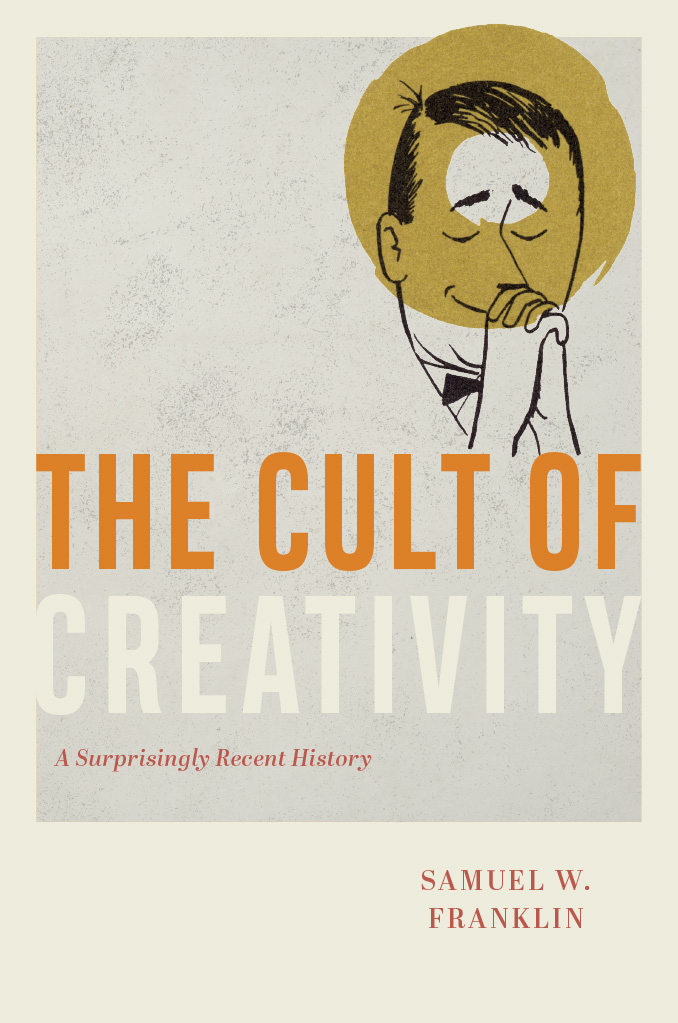 THE CULT OF
CREATIVITY
A Surprisingly Recent History
SAMUEL W.
FRANKLIN